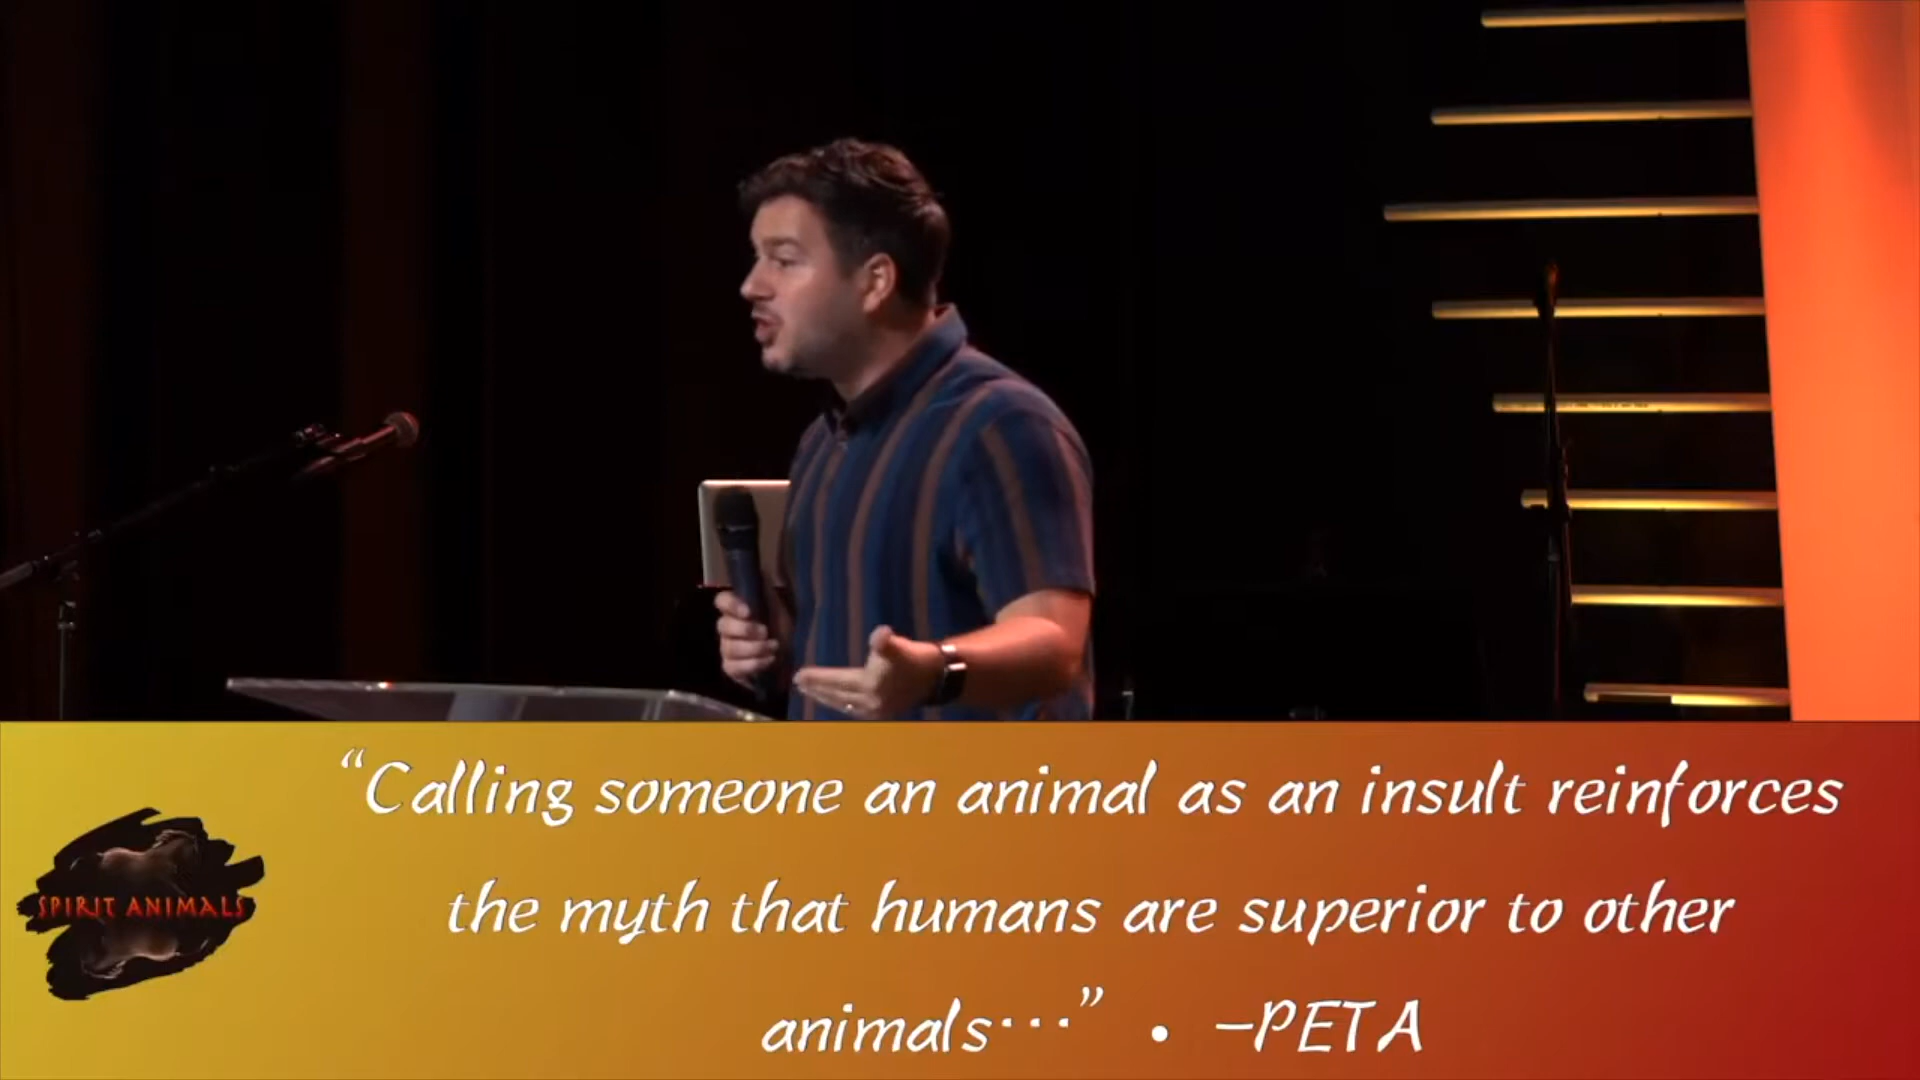 “Calling someone an animal as an insult reinforces
the myth that humans are superior to other
animals…” • –PETA
SPIRIT ANIMALS